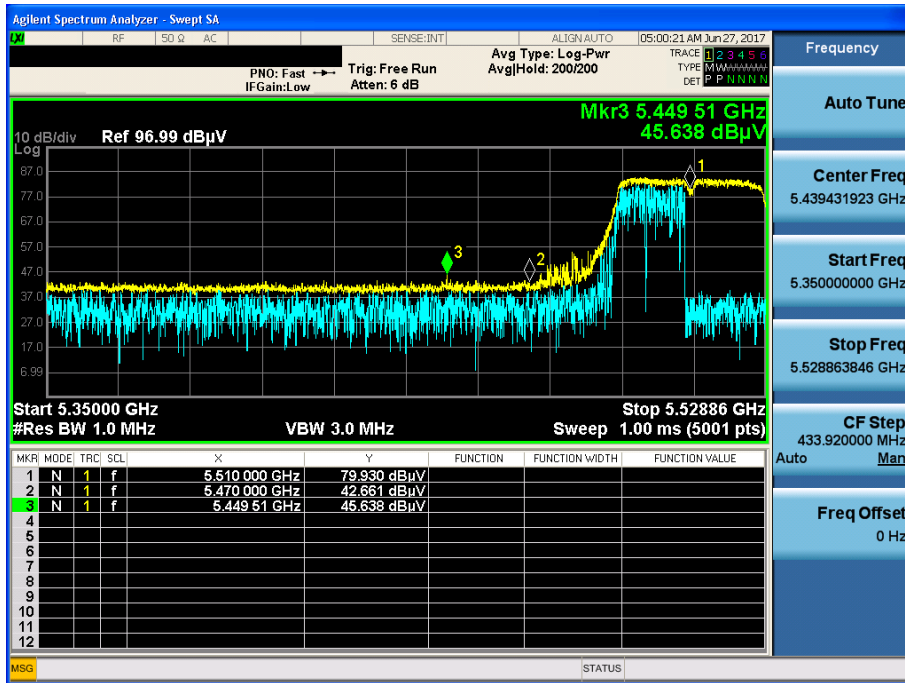 Agilent Spectrum Analyzer - Swept SA
LXI RF 50 Ω AC SENSE:INT ALIGN AUTO 05:00:21 AM Jun 27, 2017
PNO: Fast
IFGain:Low
Trig: Free Run
Atten: 6 dB
Avg Type: Log-Pwr
Avg|Hold: 200/200
TRACE 1 2 3 4 5 6
TYPE M W W W W W
DET P P N N N N
Mkr3 5.449 51 GHz
45.638 dBµV
10 dB/div Ref 96.99 dBµV
Log
87.0
77.0
67.0
57.0
47.0
37.0
27.0
17.0
6.99
1
2
3
Start 5.35000 GHz Stop 5.52886 GHz
#Res BW 1.0 MHz VBW 3.0 MHz Sweep 1.00 ms (5001 pts)
MKR MODE TRC SCL X Y FUNCTION FUNCTION WIDTH FUNCTION VALUE
1 N 1 f 5.510 000 GHz 79.930 dBµV
2 N 1 f 5.470 000 GHz 42.661 dBµV
3 N 1 f 5.449 51 GHz 45.638 dBµV
4
5
6
7
8
9
10
11
12
MSG STATUS
Frequency
Auto Tune
Center Freq
5.439431923 GHz
Start Freq
5.350000000 GHz
Stop Freq
5.528863846 GHz
CF Step
433.920000 MHz
Auto Man
Freq Offset
0 Hz